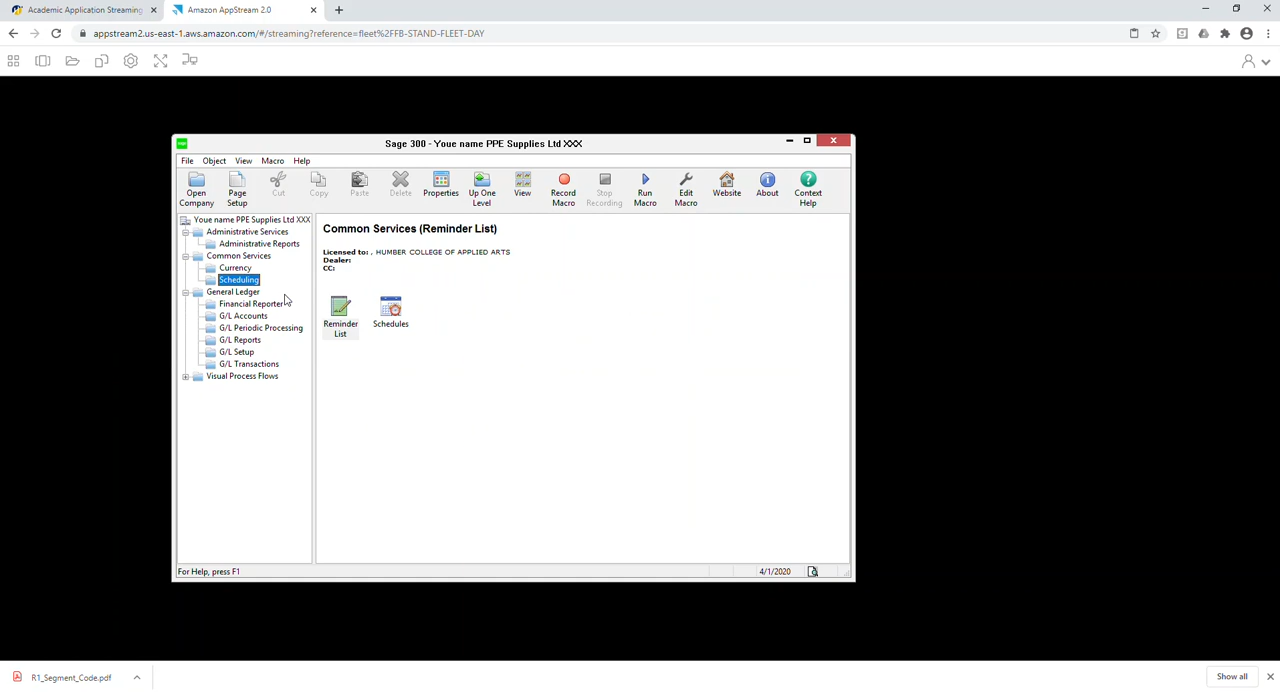 Academic Application Streaming
Amazon AppStream 2.0
appstream2.us-east-1.aws.amazon.com/#/streaming?reference=fleet%2FFB-STAND-FLEET-DAY
Sage 300 - Youe name PPE Supplies Ltd XXX
File Object View Macro Help
Open Company
Page Setup
Cut
Copy
Paste
Delete
Properties
Up One Level
View
Record Macro
Stop Recording
Run Macro
Edit Macro
Website
About
Context Help
Youe name PPE Supplies Ltd XXX
Administrative Services
Administrative Reports
Common Services
Currency
Scheduling
General Ledger
Financial Reporter
G/L Accounts
G/L Periodic Processing
G/L Reports
G/L Setup
G/L Transactions
Visual Process Flows
Common Services (Reminder List)
Licensed to: , HUMBER COLLEGE OF APPLIED ARTS
Dealer:
CC:
Reminder List
Schedules
For Help, press F1
4/1/2020
R1_Segment_Code.pdf
Show all